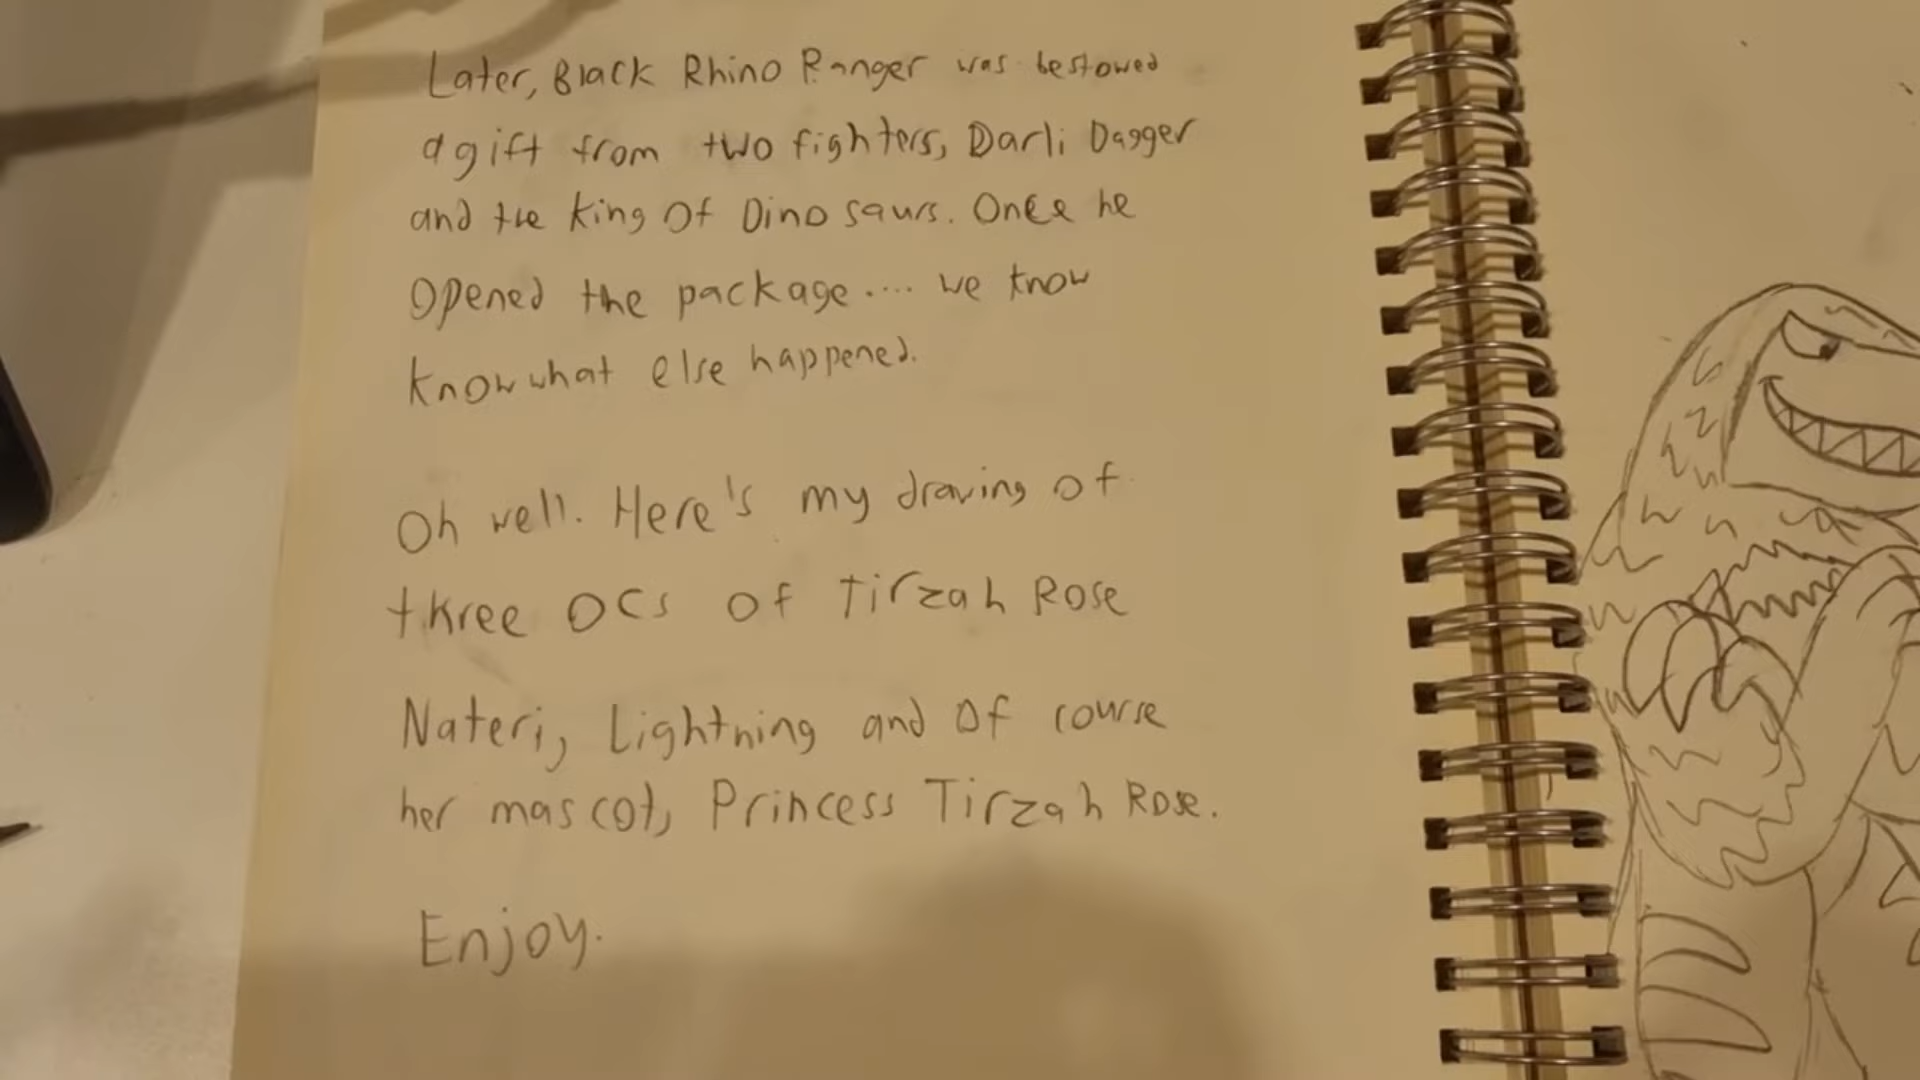 Later, Black Rhino Ranger was bestowed
a gift from two fighters, Darli Dagger
and the King Of Dinosaurs. Once he
Opened the package.... we know
know what else happened.
Oh well. Here's my drawing of
three OCs of Tirzah Rose
Nateri, Lightning and Of course
her mascot, Princess Tirzah Rose.
Enjoy.